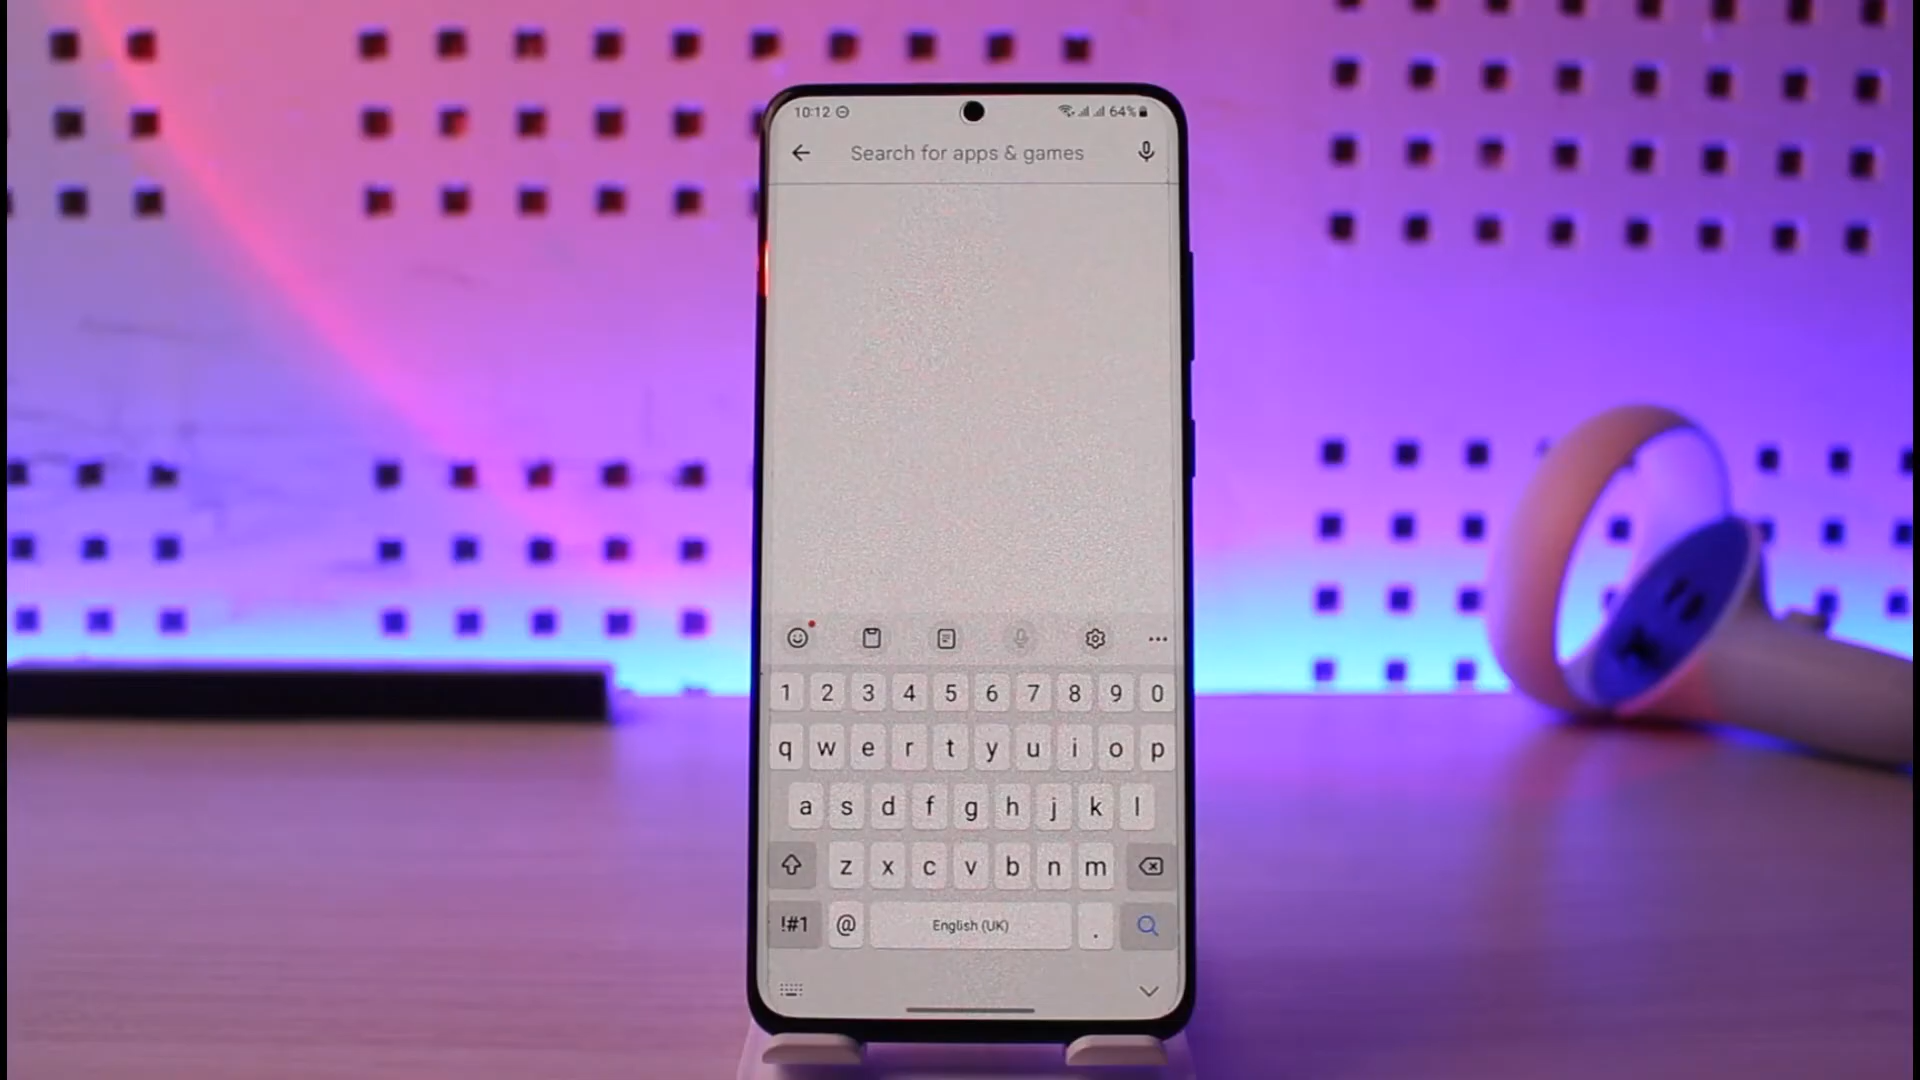 10:12 64%
Search for apps & games
1 2 3 4 5 6 7 8 9 0
q w e r t y u i o p
a s d f g h j k l
z x c v b n m
!#1 @ English (UK) .